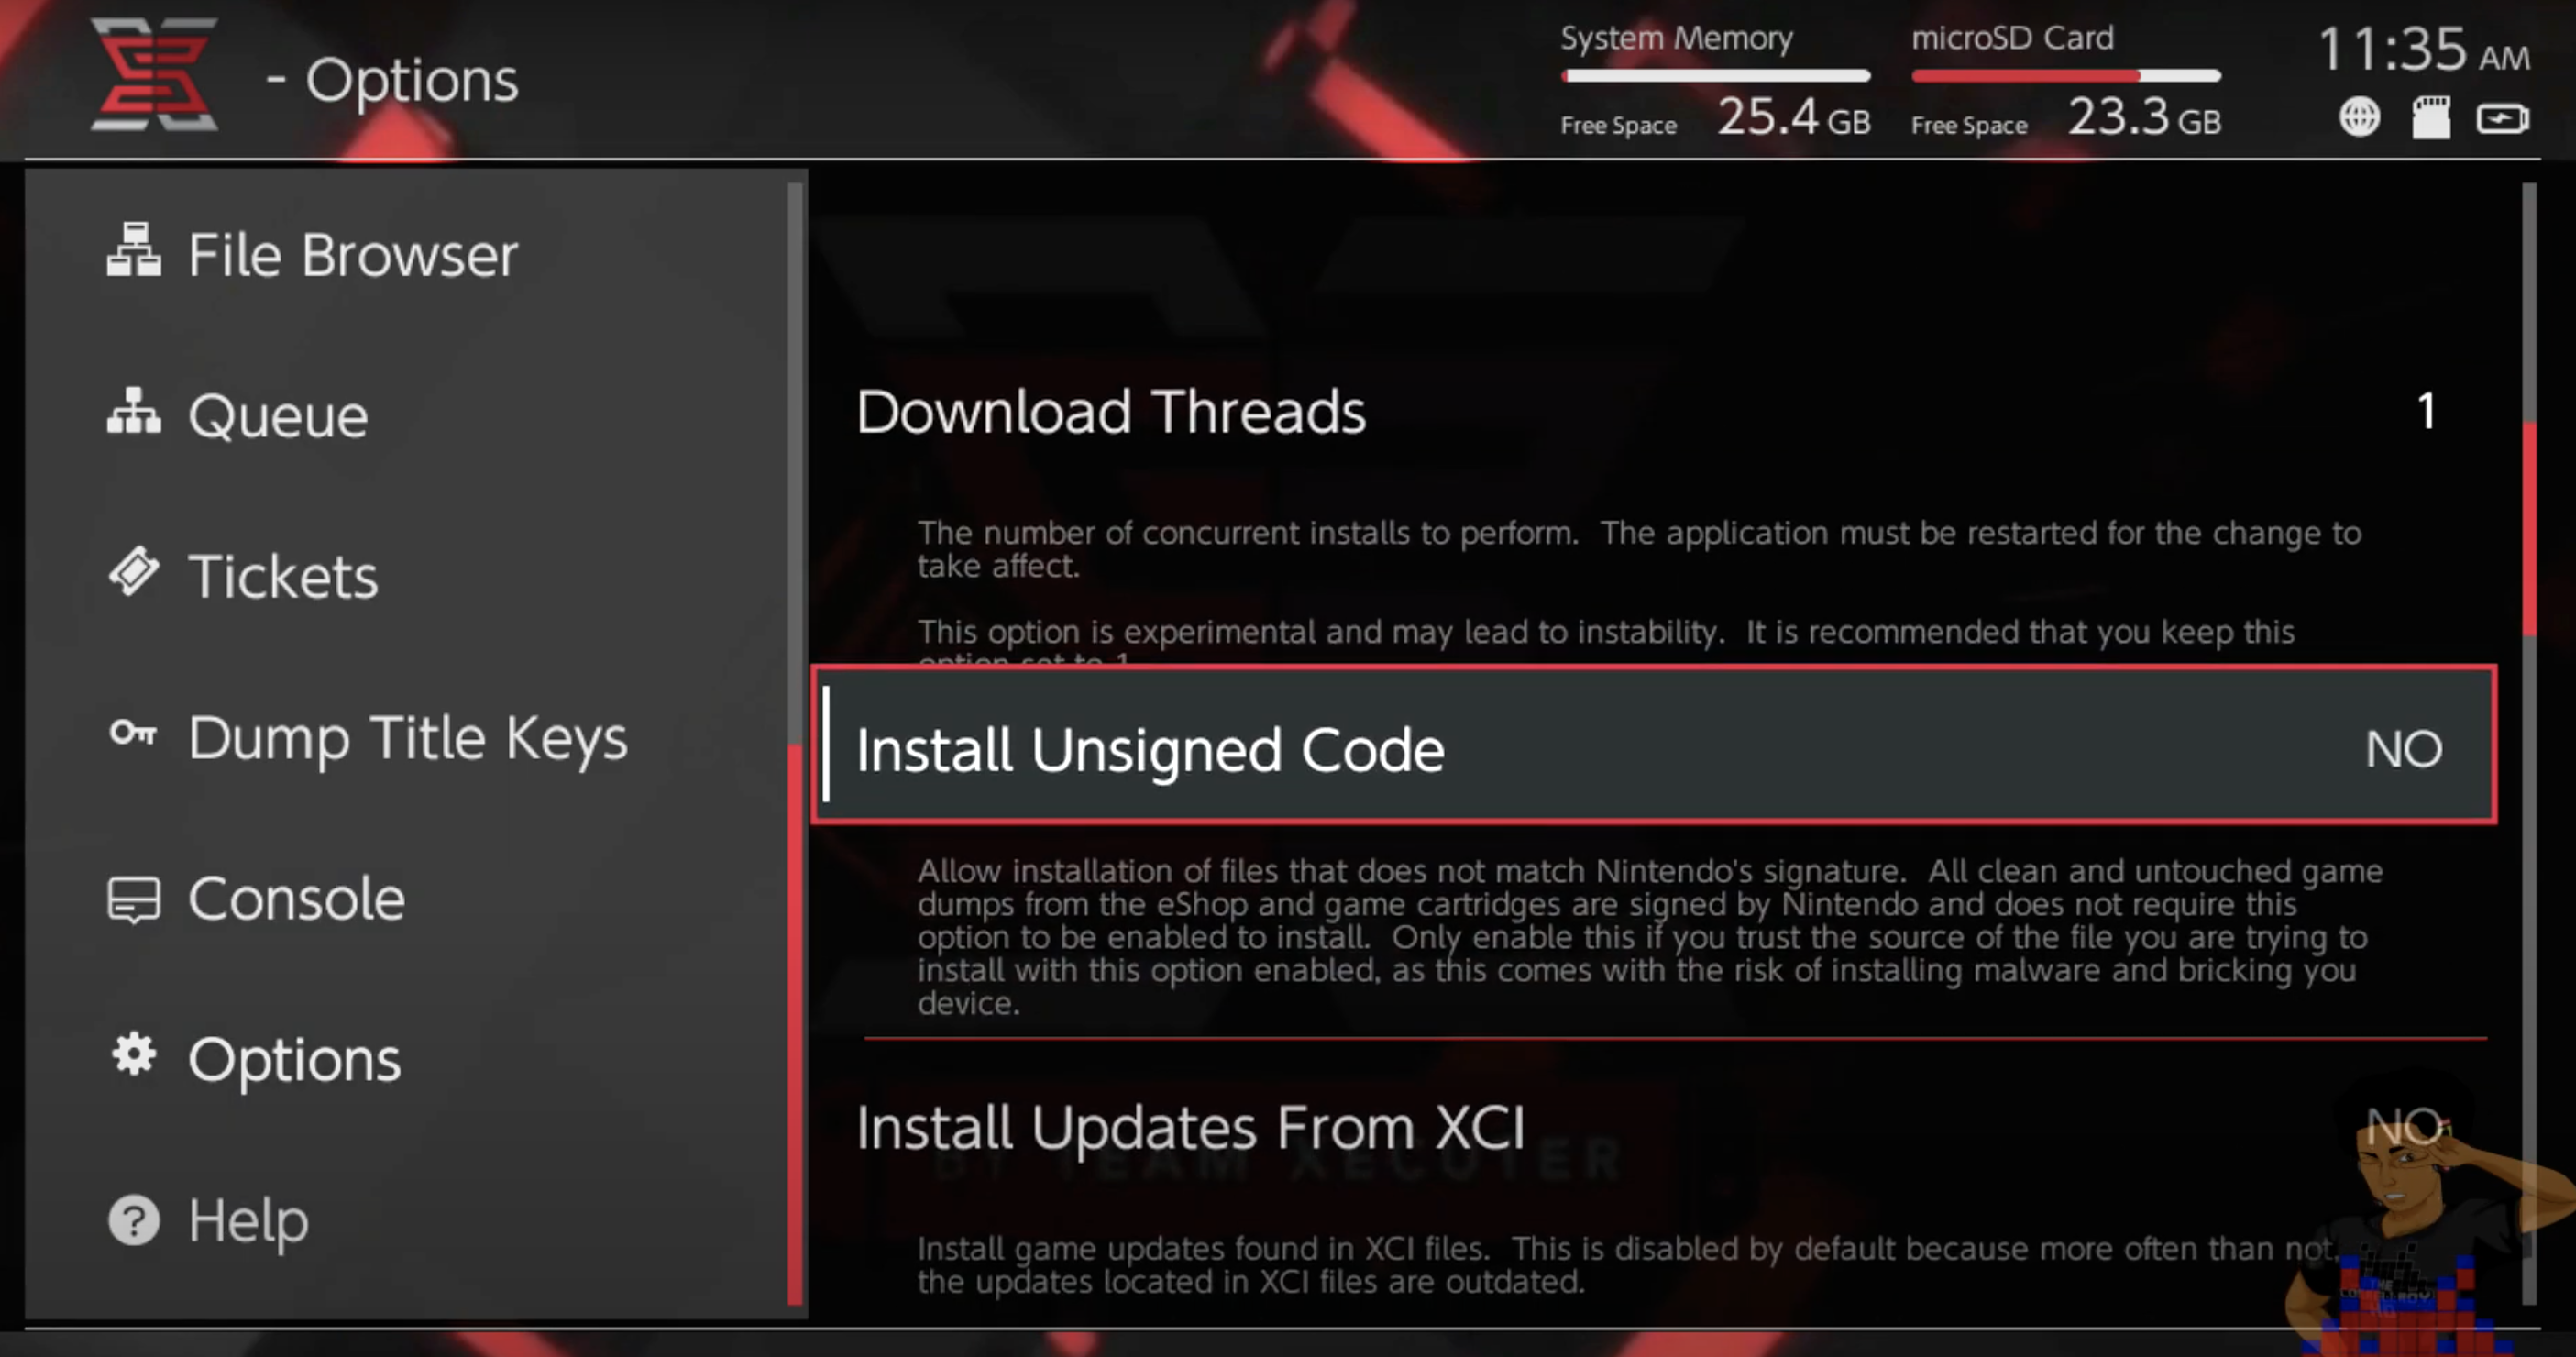 - Options
System Memory
Free Space 25.4 GB
microSD Card
Free Space 23.3 GB
11:35 AM
File Browser
Queue
Tickets
Dump Title Keys
Console
Options
Help
Download Threads 1
The number of concurrent installs to perform. The application must be restarted for the change to
take affect.
This option is experimental and may lead to instability. It is recommended that you keep this
option set to 1
Install Unsigned Code NO
Allow installation of files that does not match Nintendo's signature. All clean and untouched game
dumps from the eShop and game cartridges are signed by Nintendo and does not require this
option to be enabled to install. Only enable this if you trust the source of the file you are trying to
install with this option enabled, as this comes with the risk of installing malware and bricking you
device.
Install Updates From XCI NO
BY TEAM XECUTER
Install game updates found in XCI files. This is disabled by default because more often than not,
the updates located in XCI files are outdated.
THE